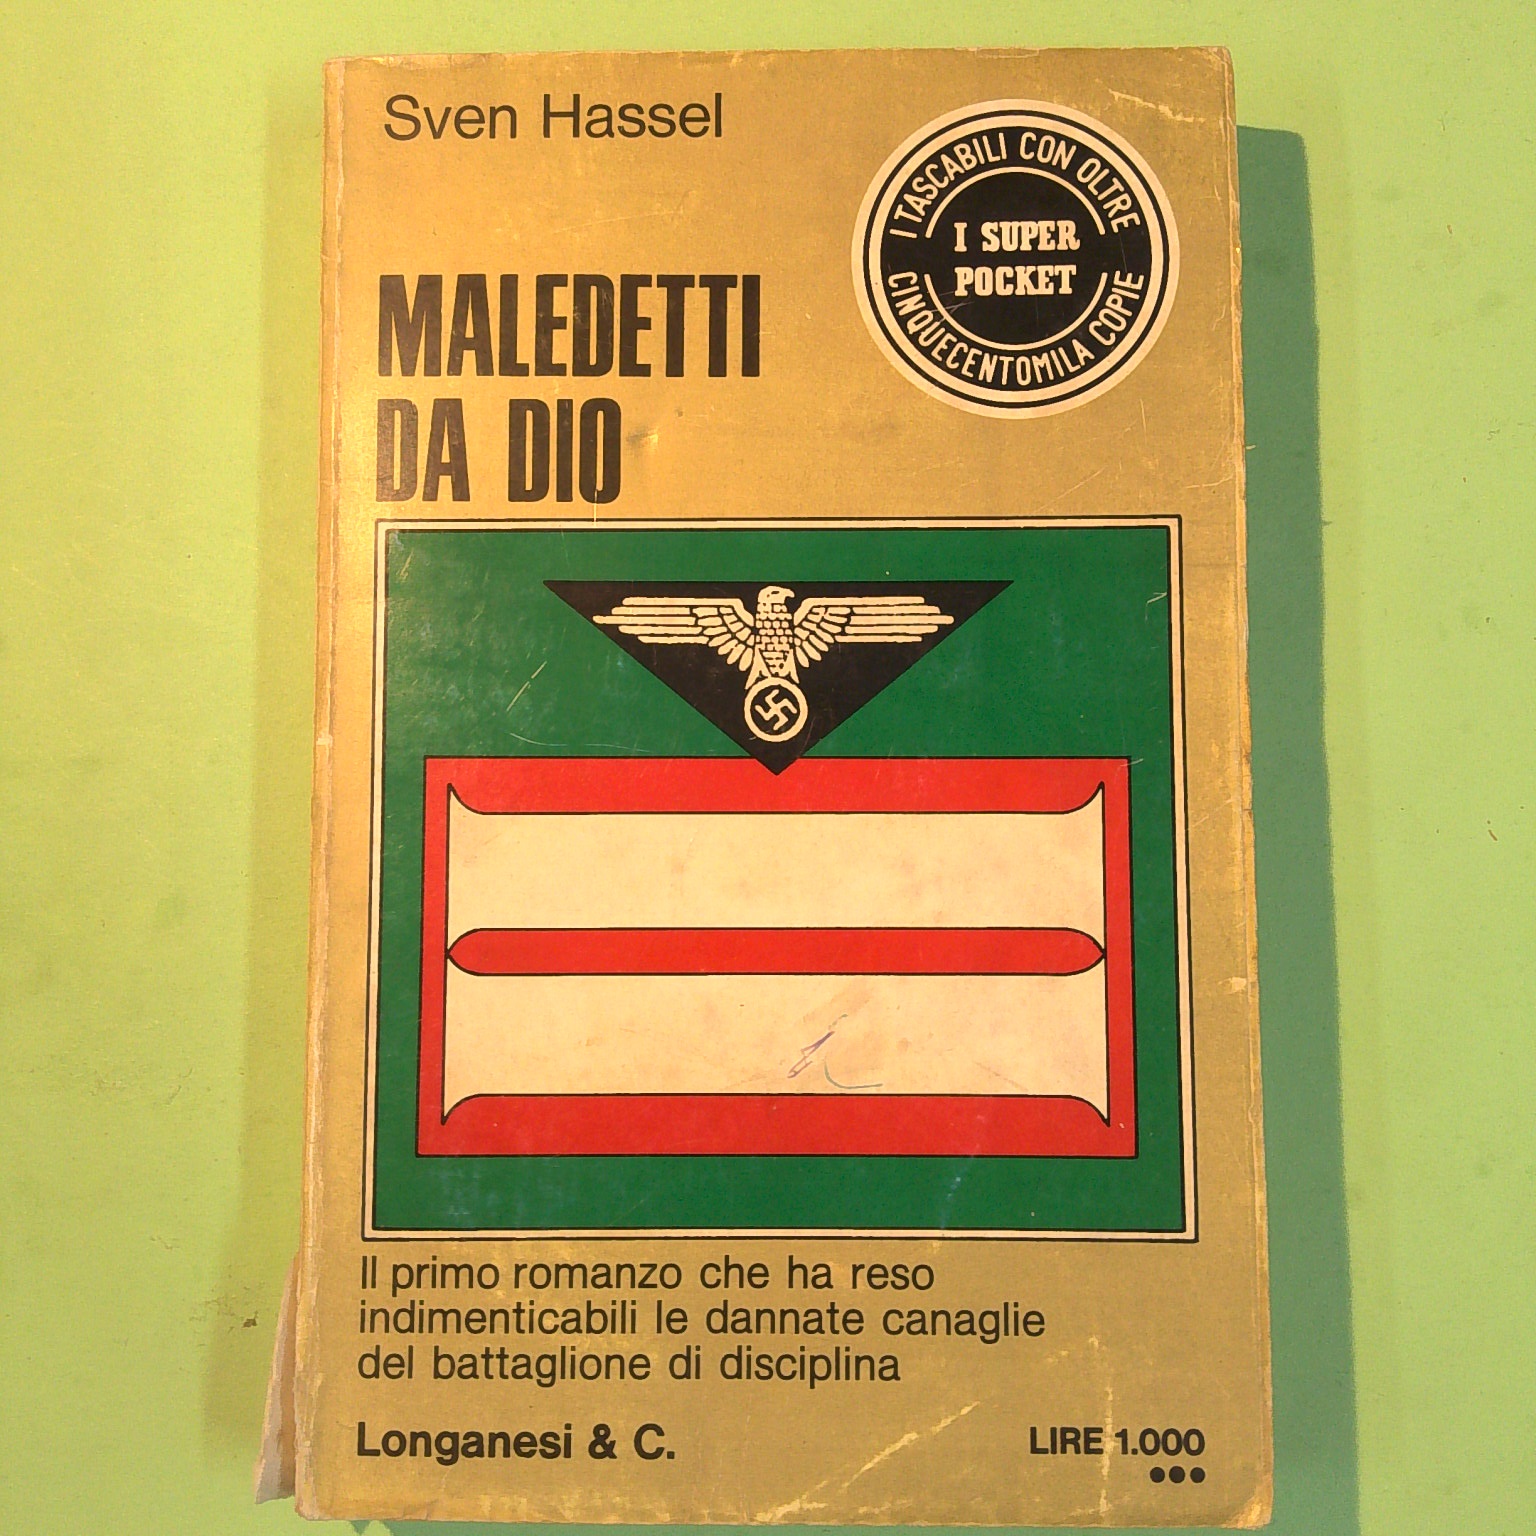 Sven Hassel
I TASCABILI CON OLTRE
I SUPER
POCKET
CINQUECENTOMILA COPIE
MALEDETTI
DA DIO
Il primo romanzo che ha reso
indimenticabili le dannate canaglie
del battaglione di disciplina
Longanesi & C.
LIRE 1.000